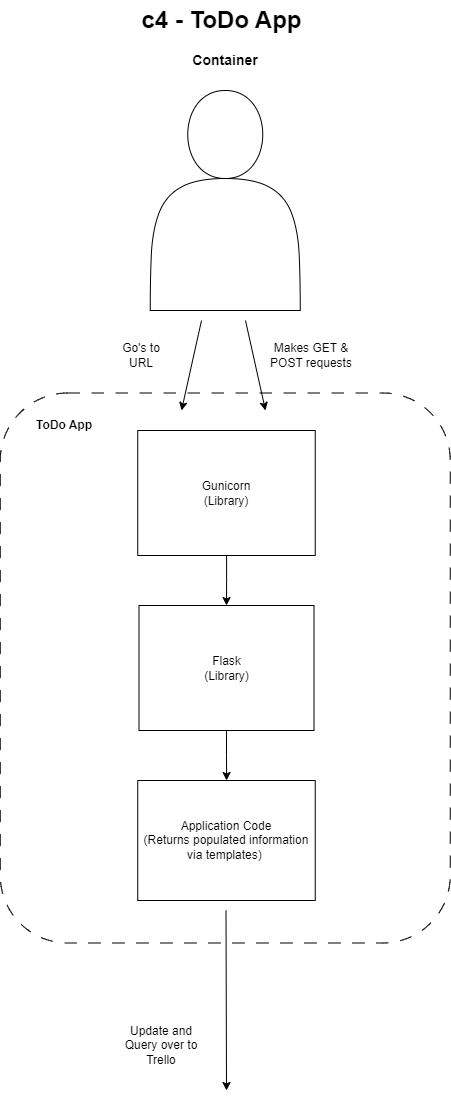 c4 - ToDo App
Container
Go's to
URL
Makes GET &
POST requests
ToDo App
Gunicorn
(Library)
Flask
(Library)
Application Code
(Returns populated information
via templates)
Update and
Query over to
Trello